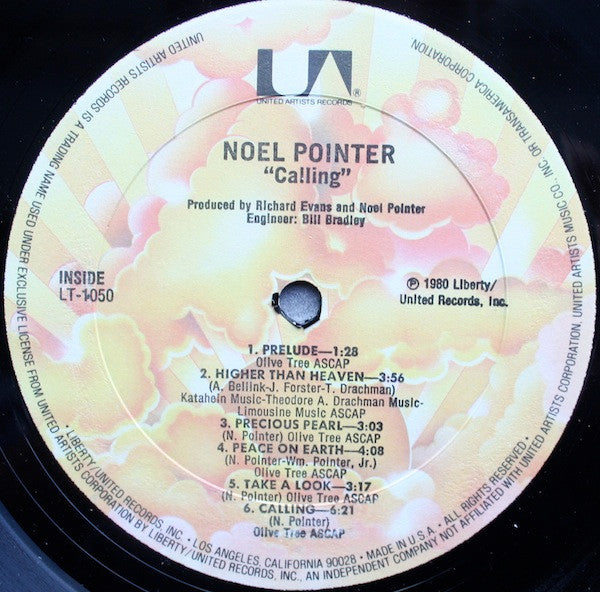 UNITED ARTISTS RECORDS IS A TRADING NAME USED UNDER EXCLUSIVE LICENSE FROM UNITED ARTISTS MUSIC CO., INC. OR TRANSAMERICA CORPORATION.
UA ®
UNITED ARTISTS RECORDS
NOEL POINTER
"Calling"
Produced by Richard Evans and Noel Pointer
Engineer: Bill Bradley
INSIDE
LT-1050
℗ 1980 Liberty/
United Records, Inc.
1. PRELUDE—1:28
Olive Tree ASCAP
2. HIGHER THAN HEAVEN—3:56
(A. Bellink-J. Forster-T. Drachman)
Katahein Music-Theodore A. Drachman Music-
Limousine Music ASCAP
3. PRECIOUS PEARL—3:03
(N. Pointer) Olive Tree ASCAP
4. PEACE ON EARTH—4:08
(N. Pointer-Wm. Pointer, Jr.)
Olive Tree ASCAP
5. TAKE A LOOK—3:17
(N. Pointer) Olive Tree ASCAP
6. CALLING—6:21
(N. Pointer)
Olive Tree ASCAP
• LIBERTY/UNITED RECORDS, INC. • LOS ANGELES, CALIFORNIA 90028 • MADE IN U.S.A. • ALL RIGHTS RESERVED •
UNITED ARTISTS CORPORATION BY LIBERTY/UNITED RECORDS, INC., AN INDEPENDENT COMPANY NOT AFFILIATED WITH UNITED ARTISTS CORPORATION,